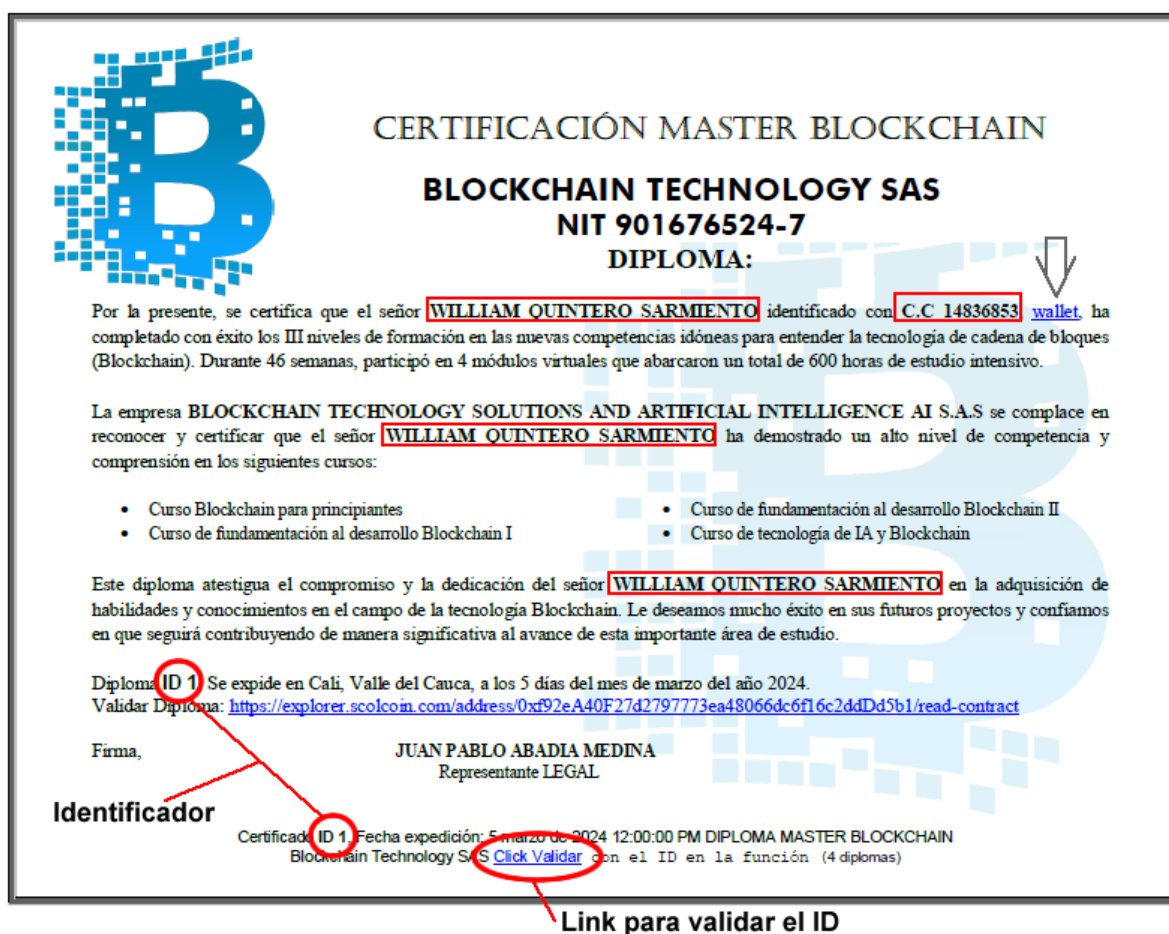 CERTIFICACIÓN MASTER BLOCKCHAIN
BLOCKCHAIN TECHNOLOGY SAS
NIT 901676524-7
DIPLOMA:
Por la presente, se certifica que el señor WILLIAM QUINTERO SARMIENTO identificado con C.C 14836853 wallet, ha
completado con éxito los III niveles de formación en las nuevas competencias idóneas para entender la tecnología de cadena de bloques
(Blockchain). Durante 46 semanas, participó en 4 módulos virtuales que abarcaron un total de 600 horas de estudio intensivo.
La empresa BLOCKCHAIN TECHNOLOGY SOLUTIONS AND ARTIFICIAL INTELLIGENCE AI S.A.S se complace en
reconocer y certificar que el señor WILLIAM QUINTERO SARMIENTO ha demostrado un alto nivel de competencia y
comprensión en los siguientes cursos:
• Curso Blockchain para principiantes
• Curso de fundamentación al desarrollo Blockchain I
• Curso de fundamentación al desarrollo Blockchain II
• Curso de tecnología de IA y Blockchain
Este diploma atestigua el compromiso y la dedicación del señor WILLIAM QUINTERO SARMIENTO en la adquisición de
habilidades y conocimientos en el campo de la tecnología Blockchain. Le deseamos mucho éxito en sus futuros proyectos y confíamos
en que seguirá contribuyendo de manera significativa al avance de esta importante área de estudio.
Diploma ID 1 Se expide en Cali, Valle del Cauca, a los 5 días del mes de marzo del año 2024.
Validar Diploma: https://explorer.scolcoin.com/address/0xf92eA40F27d2797773ea48066dc6f16c2ddDd5b1/read-contract
Firma,
JUAN PABLO ABADIA MEDINA
Representante LEGAL
Identificador
Certificado ID 1, Fecha expedición: 5 marzo de 2024 12:00:00 PM DIPLOMA MASTER BLOCKCHAIN
Blockchain Technology SAS Click Validar con el ID en la función (4 diplomas)
Link para validar el ID